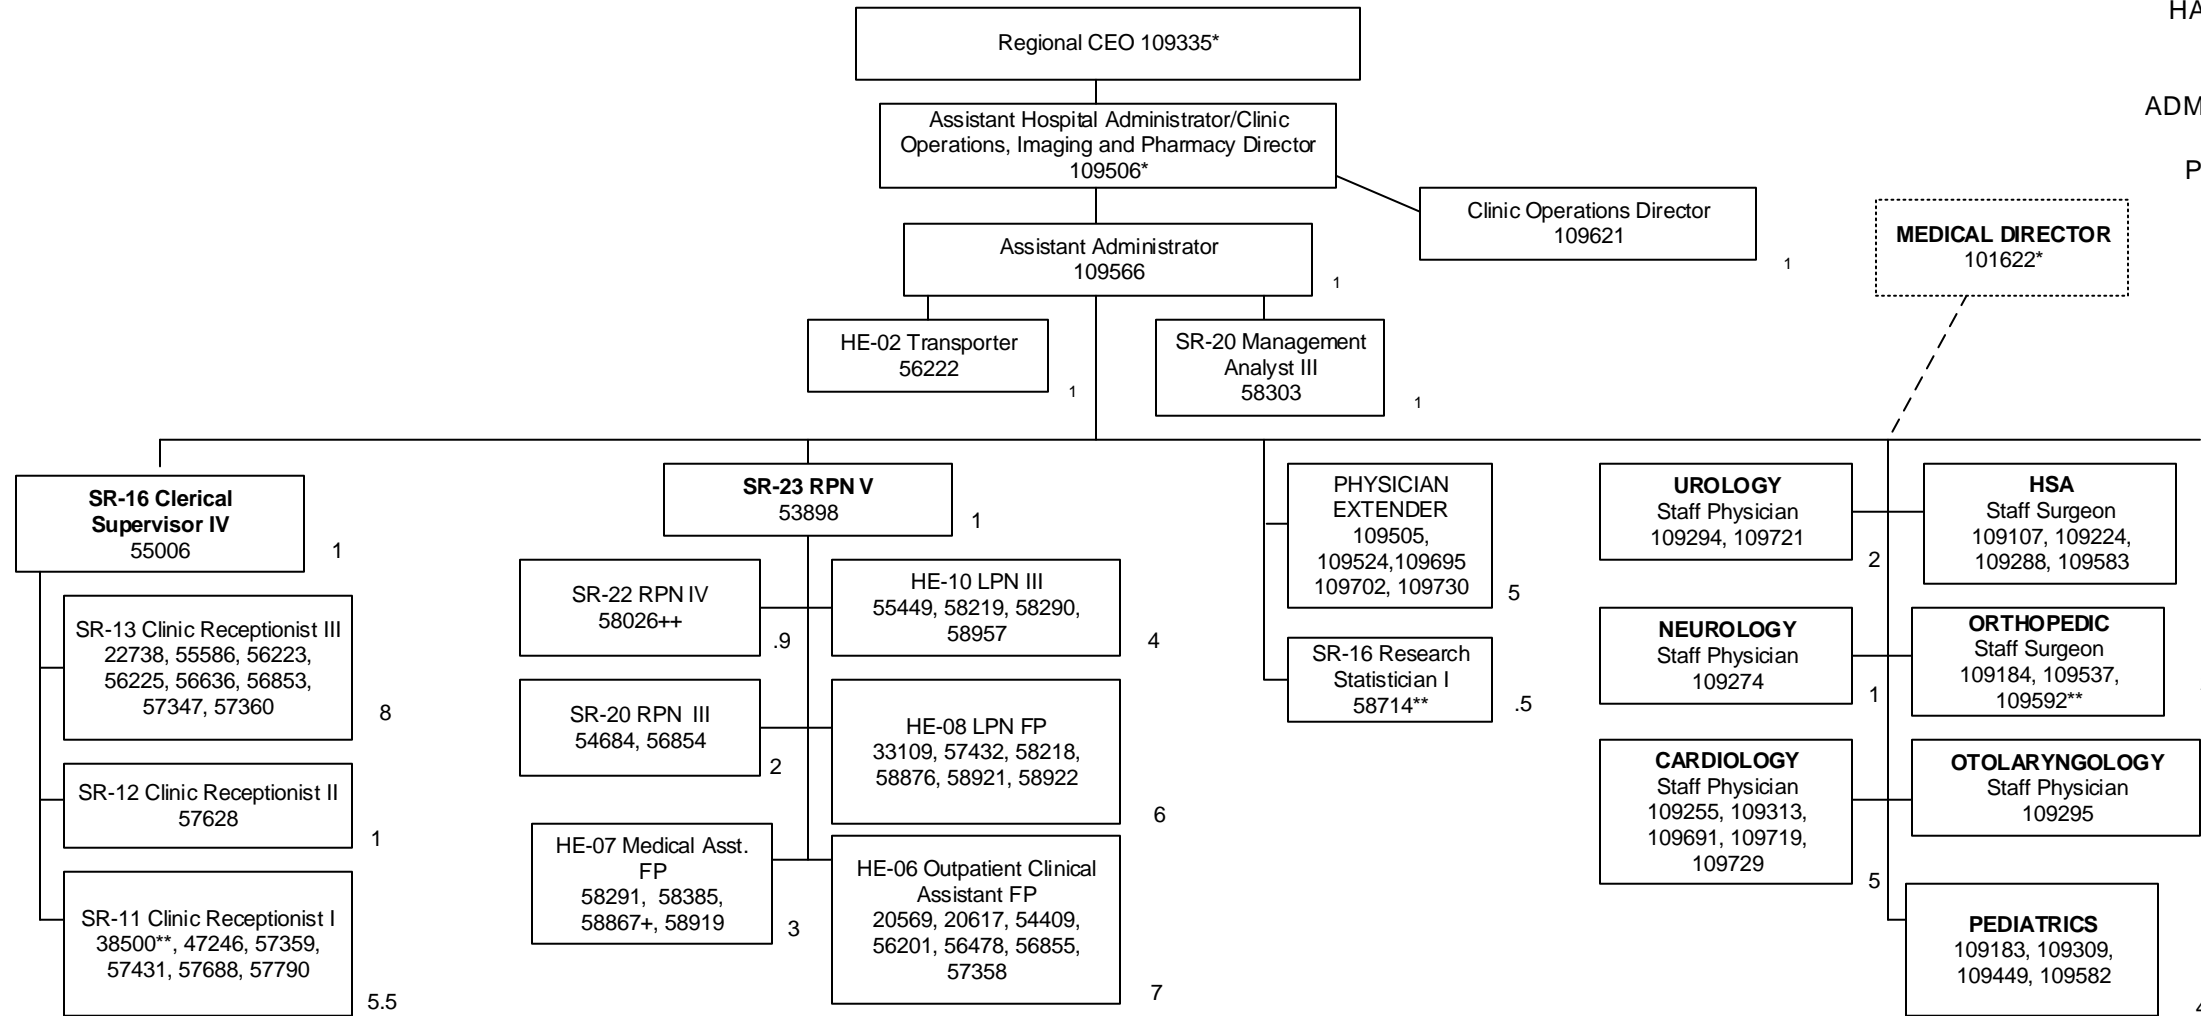 HA
Regional CEO 109335*
ADM
Assistant Hospital Administrator/Clinic
Operations, Imaging and Pharmacy Director
109506*
P
Clinic Operations Director
109621
1
MEDICAL DIRECTOR
101622*
Assistant Administrator
109566
1
HE-02 Transporter
56222
1
SR-20 Management
Analyst III
58303
1
SR-16 Clerical
Supervisor IV
55006
1
SR-13 Clinic Receptionist III
22738, 55586, 56223,
56225, 56636, 56853,
57347, 57360
8
SR-12 Clinic Receptionist II
57628
1
SR-11 Clinic Receptionist I
38500**, 47246, 57359,
57431, 57688, 57790
5.5
SR-23 RPN V
53898
1
SR-22 RPN IV
58026++
.9
HE-10 LPN III
55449, 58219, 58290,
58957
4
SR-20 RPN III
54684, 56854
2
HE-08 LPN FP
33109, 57432, 58218,
58876, 58921, 58922
6
HE-07 Medical Asst.
FP
58291, 58385,
58867+, 58919
3
HE-06 Outpatient Clinical
Assistant FP
20569, 20617, 54409,
56201, 56478, 56855,
57358
7
PHYSICIAN
EXTENDER
109505,
109524,109695
109702, 109730
5
SR-16 Research
Statistician I
58714**
.5
UROLOGY
Staff Physician
109294, 109721
2
HSA
Staff Surgeon
109107, 109224,
109288, 109583
NEUROLOGY
Staff Physician
109274
1
ORTHOPEDIC
Staff Surgeon
109184, 109537,
109592**
CARDIOLOGY
Staff Physician
109255, 109313,
109691, 109719,
109729
5
OTOLARYNGOLOGY
Staff Physician
109295
PEDIATRICS
109183, 109309,
109449, 109582